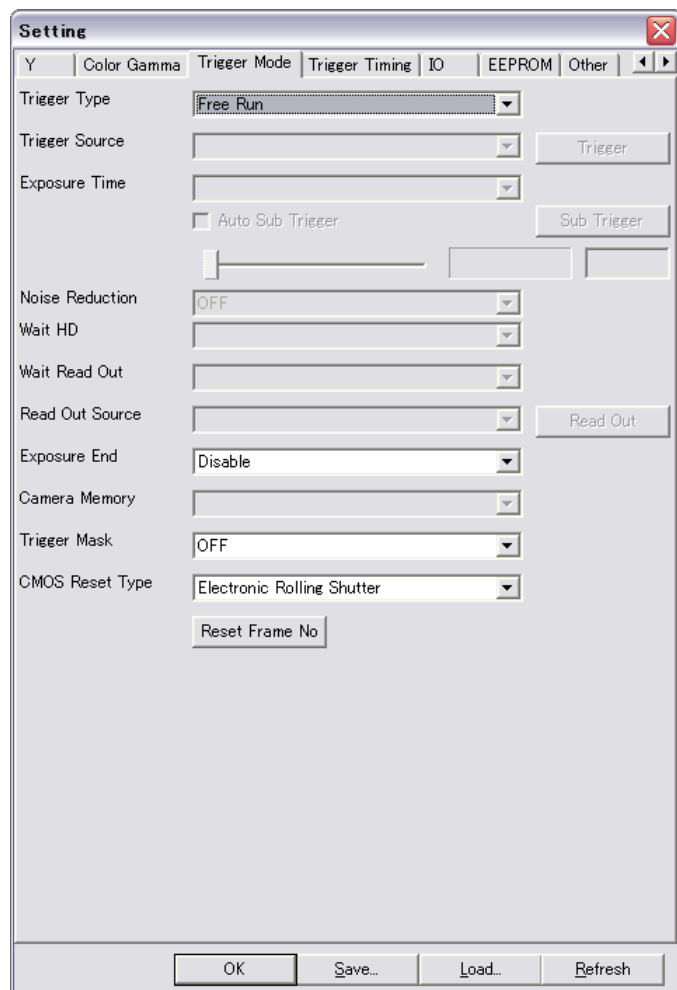 Setting
Y Color Gamma Trigger Mode Trigger Timing IO EEPROM Other
Trigger Type Free Run
Trigger Source Trigger
Exposure Time
Auto Sub Trigger Sub Trigger
Noise Reduction OFF
Wait HD
Wait Read Out
Read Out Source Read Out
Exposure End Disable
Camera Memory
Trigger Mask OFF
CMOS Reset Type Electronic Rolling Shutter
Reset Frame No
OK Save... Load... Refresh